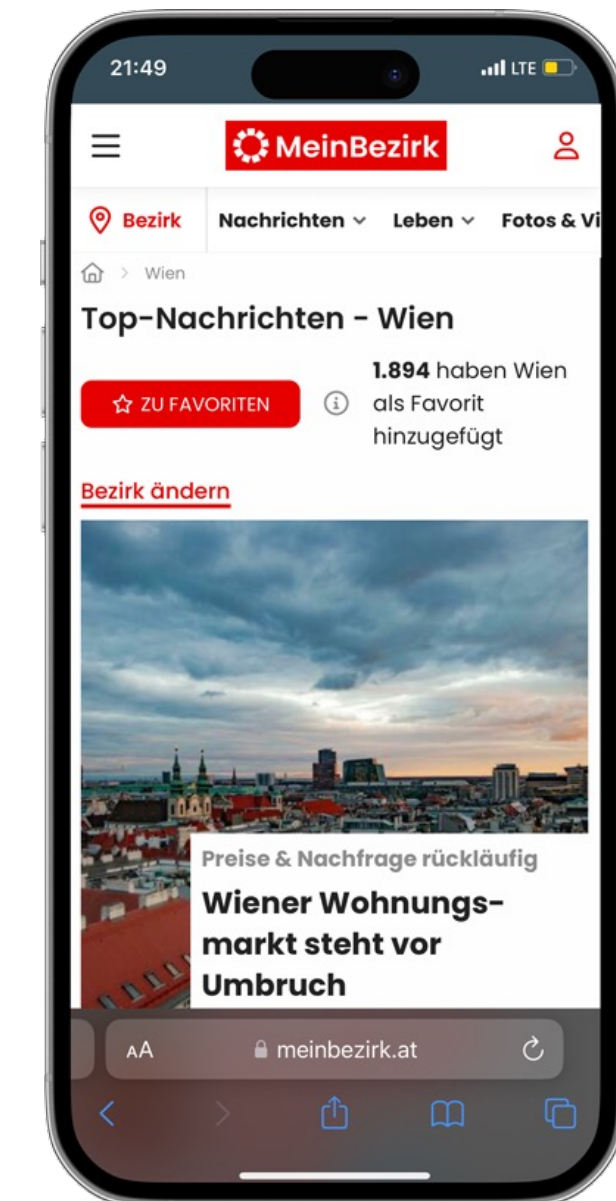 21:49
LTE
MeinBezirk
Bezirk
Nachrichten
Leben
Fotos & Vi
> Wien
Top-Nachrichten - Wien
ZU FAVORITEN
1.894 haben Wien
als Favorit
hinzugefügt
Bezirk ändern
Preise & Nachfrage rückläufig
Wiener Wohnungs-
markt steht vor
Umbruch
AA
meinbezirk.at